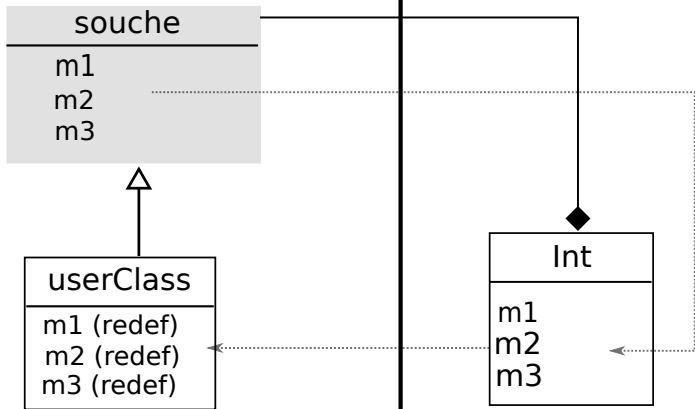 souche
m1
m2
m3
userClass
m1 (redef)
m2 (redef)
m3 (redef)
Int
m1
m2
m3